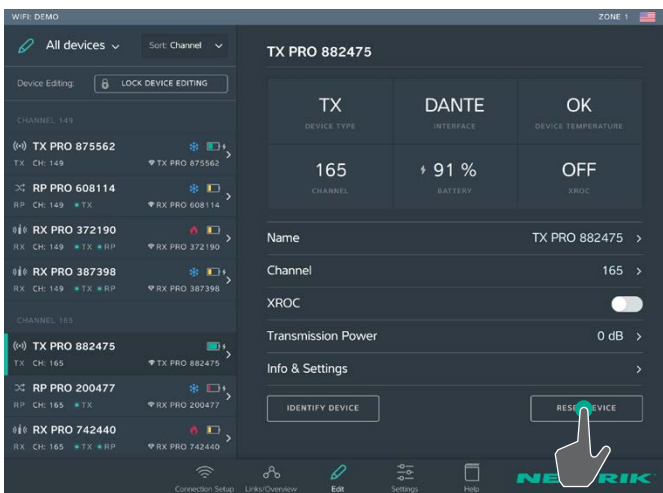 WIFI: DEMO
ZONE 1
All devices
Sort: Channel
Device Editing:
LOCK DEVICE EDITING
CHANNEL 149
TX PRO 875562
TX CH: 149
TX PRO 875562
RP PRO 608114
RP CH: 149 TX
RX PRO 608114
RX PRO 372190
RX CH: 149 TX RP
RX PRO 372190
RX PRO 387398
RX CH: 149 TX RP
RX PRO 387398
CHANNEL 165
TX PRO 882475
TX CH: 165
TX PRO 882475
RP PRO 200477
RP CH: 165 TX
RX PRO 200477
RX PRO 742440
RX CH: 165 TX RP
RX PRO 742440
TX PRO 882475
TX
DEVICE TYPE
DANTE
INTERFACE
OK
DEVICE TEMPERATURE
165
CHANNEL
91 %
BATTERY
OFF
XROC
Name
TX PRO 882475
Channel
165
XROC
Transmission Power
0 dB
Info & Settings
IDENTIFY DEVICE
Connection Setup
Links/Overview
Edit
Settings
Help